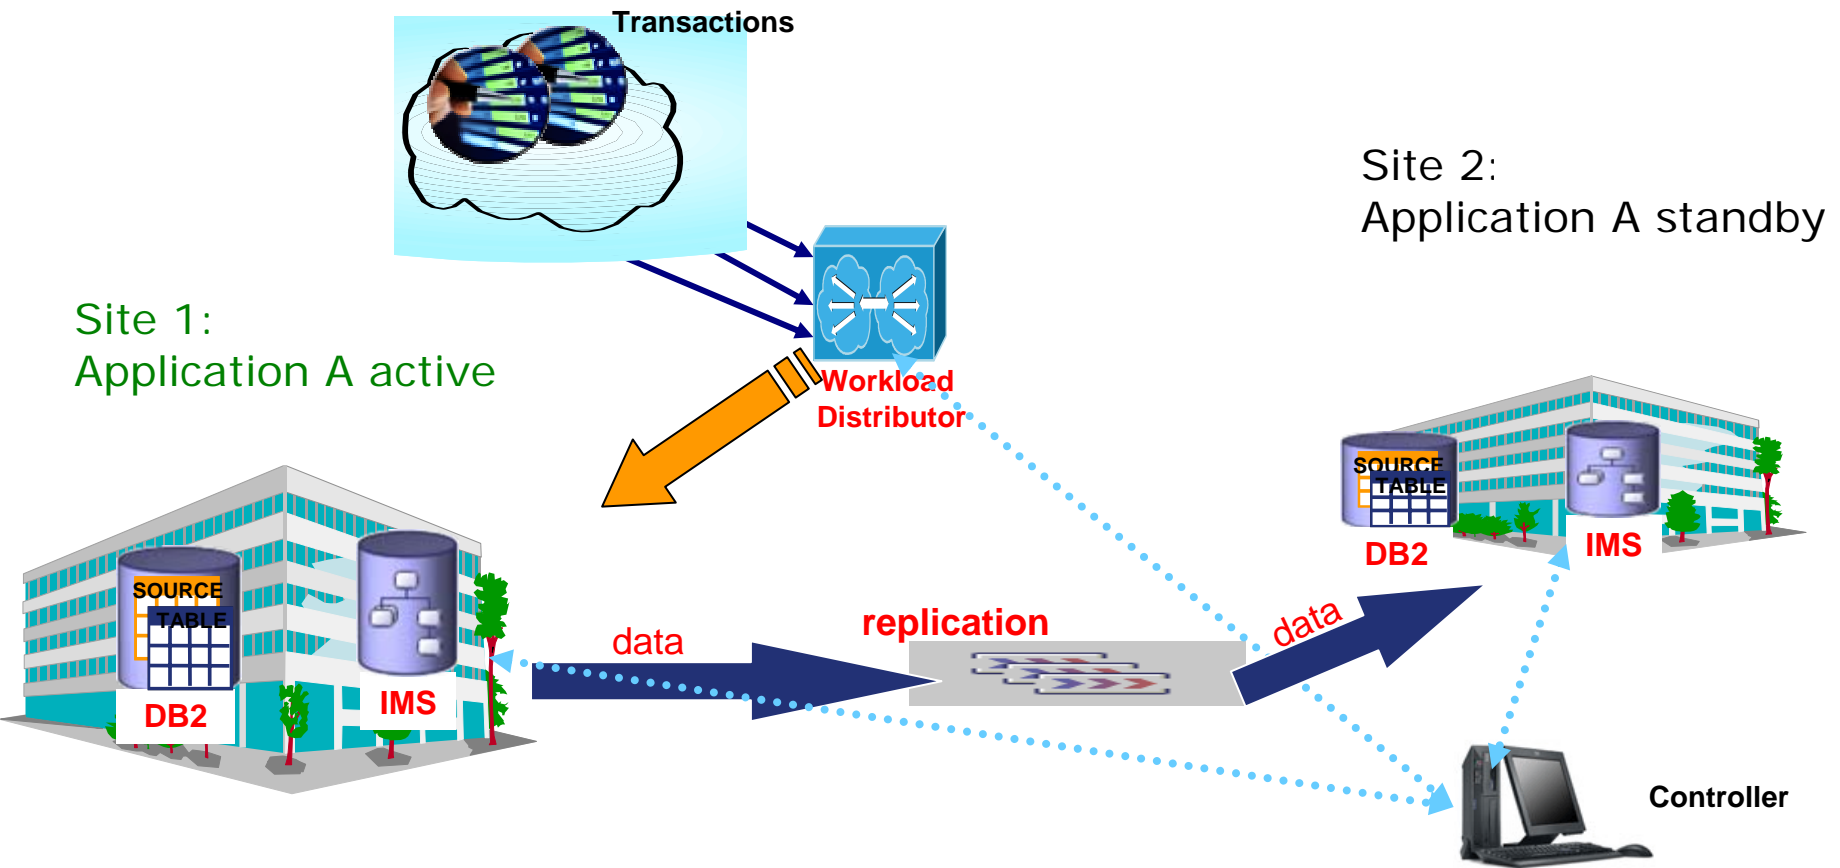 Transactions
Site 2:
Application A standby
Site 1:
Application A active
Workload
Distributor
SOURCE
TABLE
DB2
IMS
SOURCE
TABLE
DB2
IMS
data
replication
data
Controller